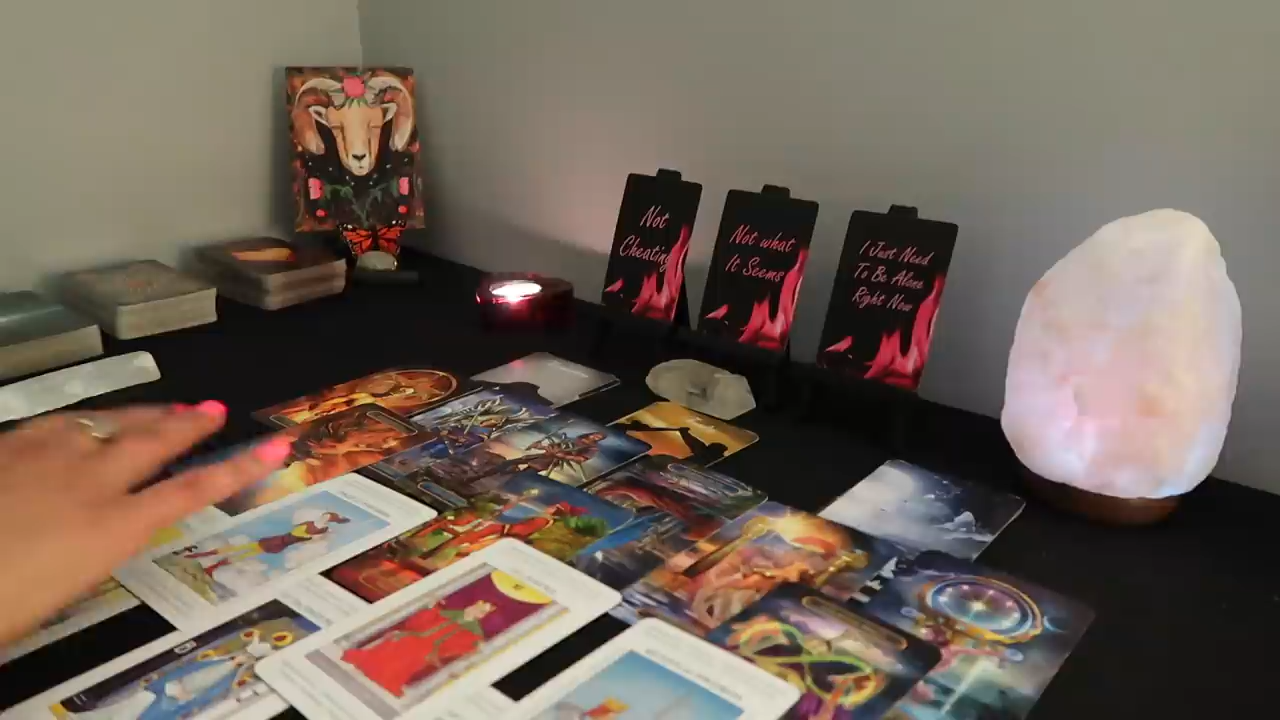 Not
Cheating
Not what
It Seems
I Just Need
To Be Alone
Right Now